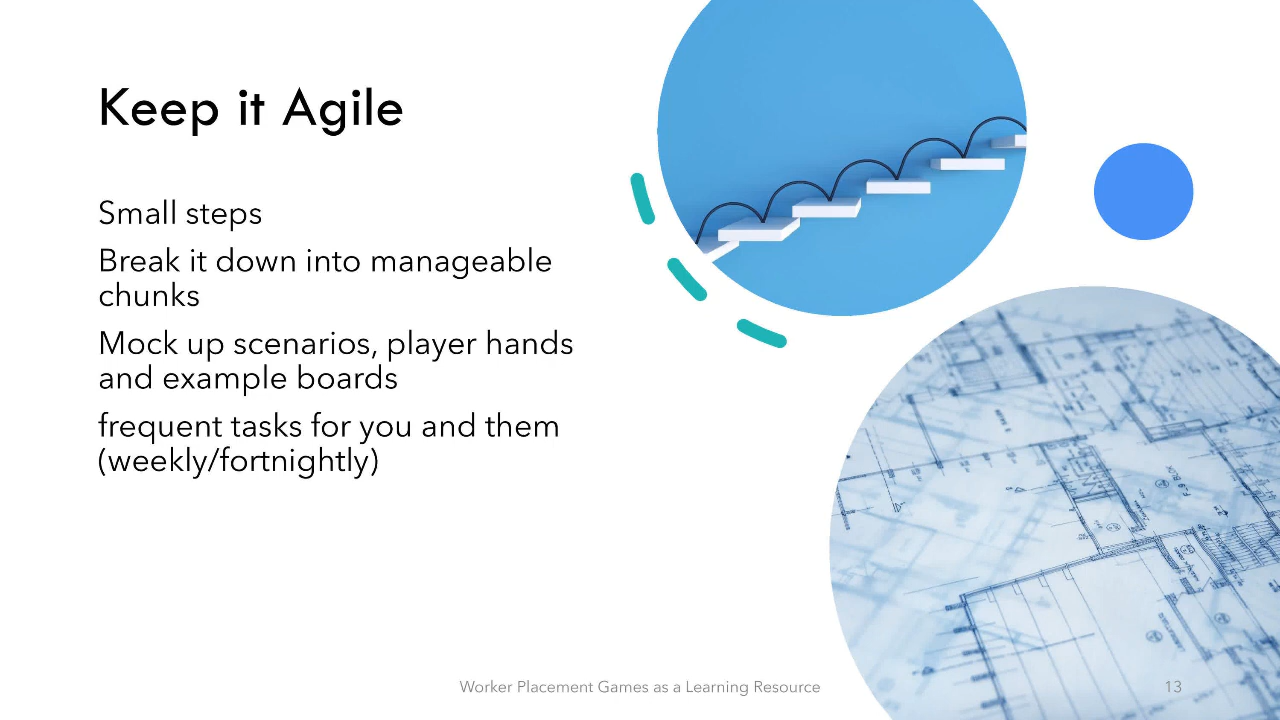 Keep it Agile
Small steps
Break it down into manageable
chunks
Mock up scenarios, player hands
and example boards
frequent tasks for you and them
(weekly/fortnightly)
Worker Placement Games as a Learning Resource
13